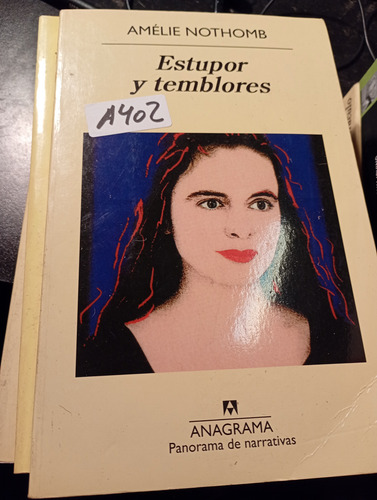 AMÉLIE NOTHOMB
Estupor
y temblores
A402
ANAGRAMA
Panorama de narrativas